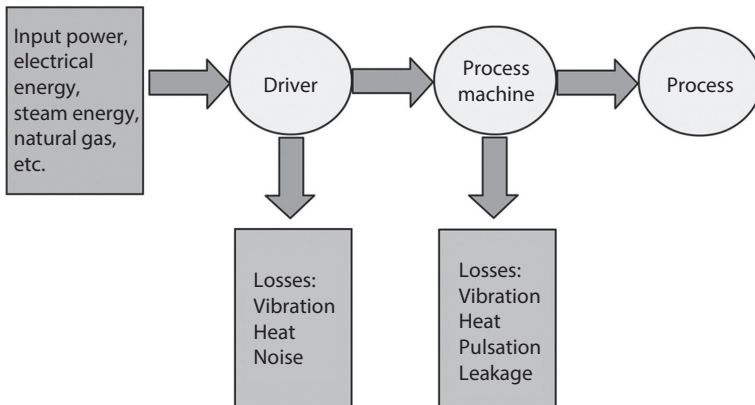 Input power,
electrical
energy,
steam energy,
natural gas,
etc.
Driver
Process
machine
Process
Losses:
Vibration
Heat
Noise
Losses:
Vibration
Heat
Pulsation
Leakage